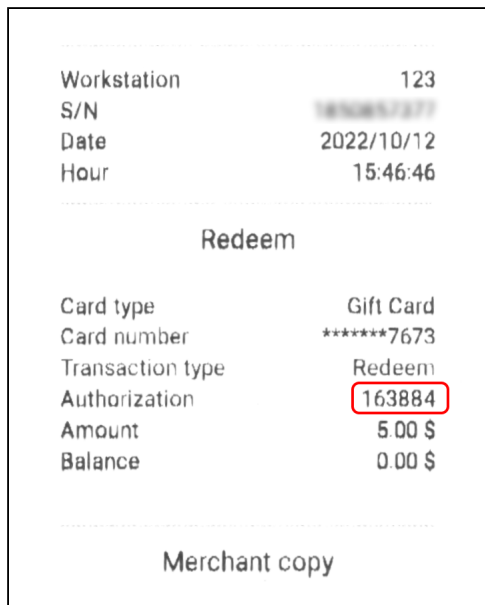 Workstation 123
S/N
Date 2022/10/12
Hour 15:46:46
Redeem
Card type Gift Card
Card number *******7673
Transaction type Redeem
Authorization 163884
Amount 5.00 $
Balance 0.00 $
Merchant copy